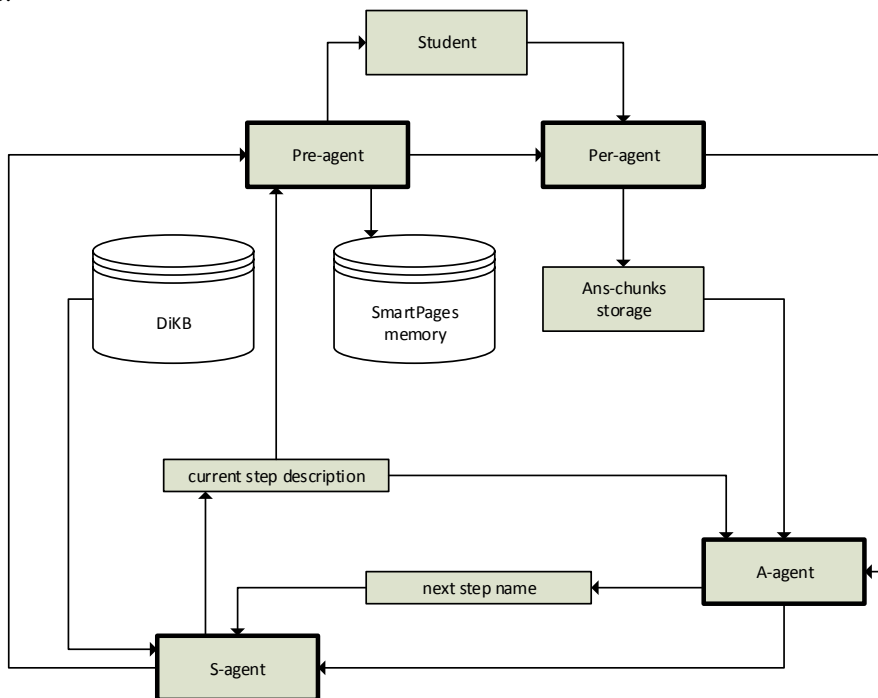 Student
Pre-agent
Per-agent
DiKB
SmartPages
memory
Ans-chunks
storage
current step description
A-agent
next step name
S-agent